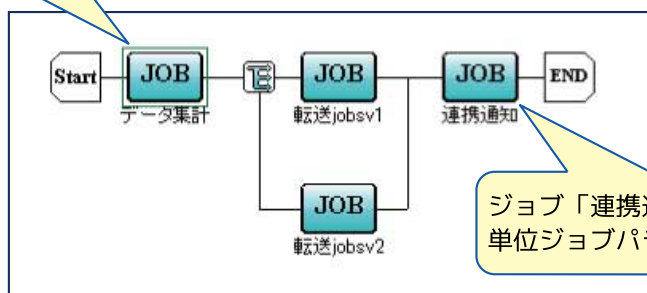 Start
JOB
データ集計
JOB
転送jobsv1
JOB
連携通知
END
JOB
転送jobsv2
ジョブ「連携
単位ジョブパ